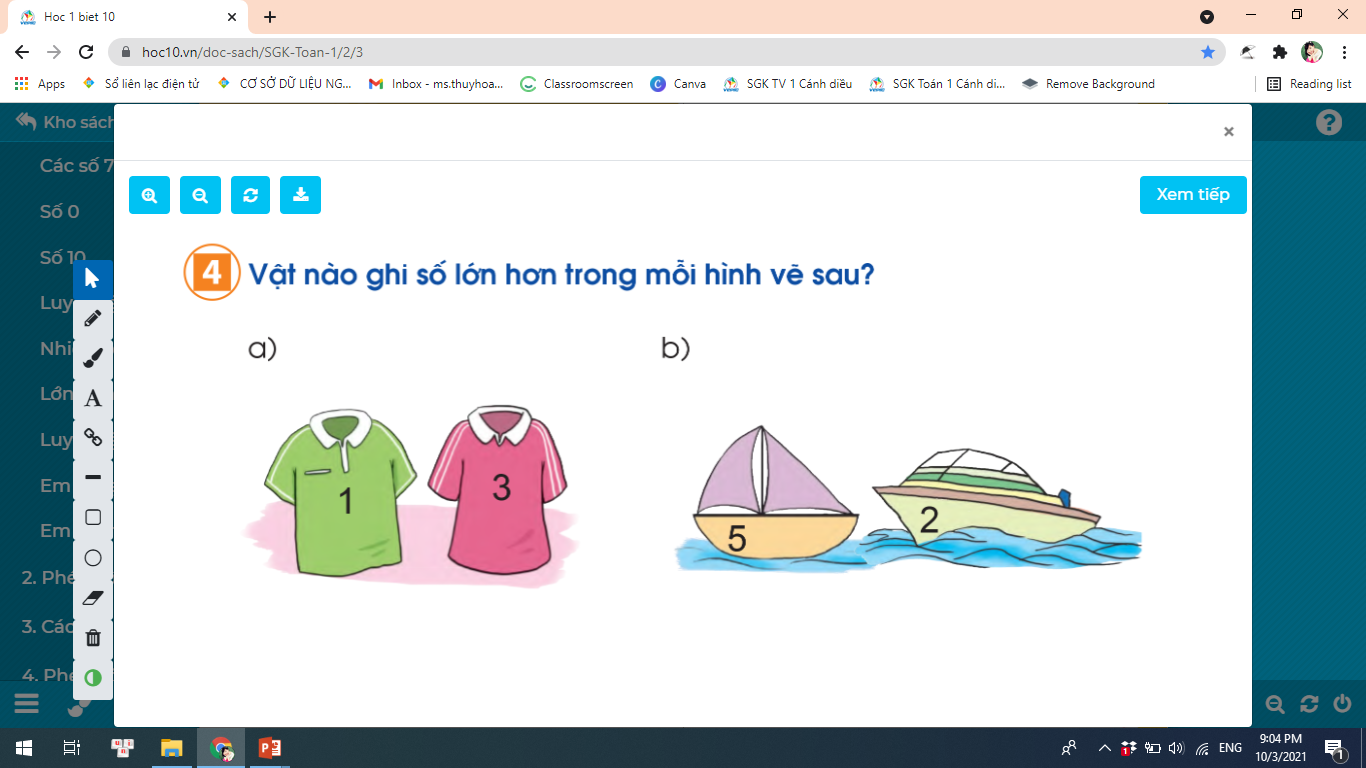 Hoc 1 biet 10
hoc10.vn/doc-sach/SGK-Toan-1/2/3
Apps Sổ liên lạc điện tử CƠ SỞ DỮ LIỆU NG... Inbox - ms.thuyhoa... Classroomscreen Canva SGK TV 1 Cánh diều SGK Toán 1 Cánh di... Remove Background Reading list
Kho sách
Các số 7
Số 0
Số 10
Luy
Nhi
Lớn
Luy
Em
Em
2. Phé
3. Các
4. Phé
A
Xem tiếp
4 Vật nào ghi số lớn hơn trong mỗi hình vẽ sau?
a) b)
1 3 5 2
ENG
9:04 PM
10/3/2021
1